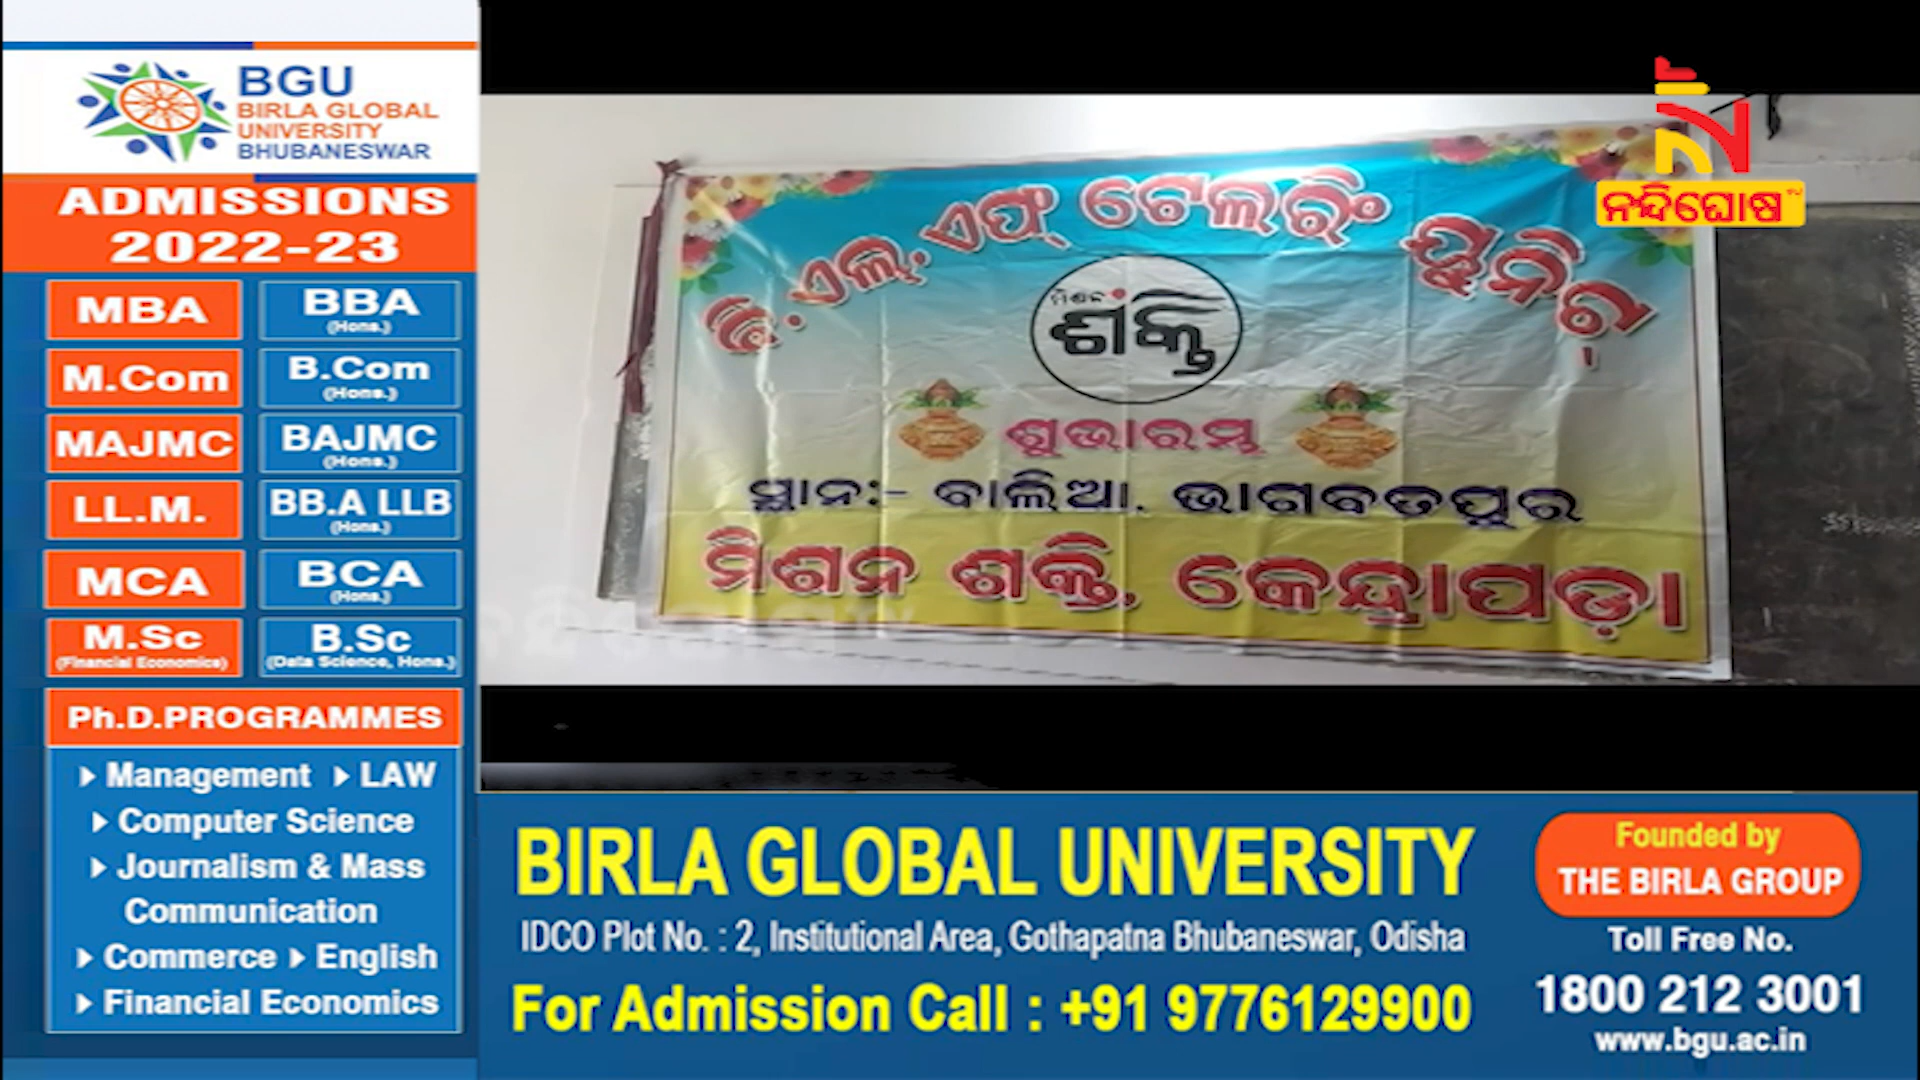 BGU
BIRLA GLOBAL
UNIVERSITY
BHUBANESWAR
ADMISSIONS
2022-23
MBA
BBA
(Hons.)
M.Com
B.Com
(Hons.)
MAJMC
BAJMC
(Hons.)
LL.M.
BB.A LLB
(Hons.)
MCA
BCA
(Hons.)
M.Sc
(Financial Economics)
B.Sc
(Data Science, Hons.)
Ph.D.PROGRAMMES
Management LAW
Computer Science
Journalism & Mass
Communication
Commerce English
Financial Economics
ନନ୍ଦିଘୋଷ TV
ଜି.ଏଲ୍.ଏଫ୍ ଟେଲରିଂ ୟୁନିଟ୍
ମିଶନ
ଶକ୍ତି
ଶୁଭାରମ୍ଭ
ସ୍ଥାନଃ- ବାଲିଆ, ଭାଗବତପୁର
ମିଶନ ଶକ୍ତି, କେନ୍ଦ୍ରାପଡ଼ା
BIRLA GLOBAL UNIVERSITY
IDCO Plot No. : 2, Institutional Area, Gothapatna Bhubaneswar, Odisha
For Admission Call : +91 9776129900
Founded by
THE BIRLA GROUP
Toll Free No.
1800 212 3001
www.bgu.ac.in